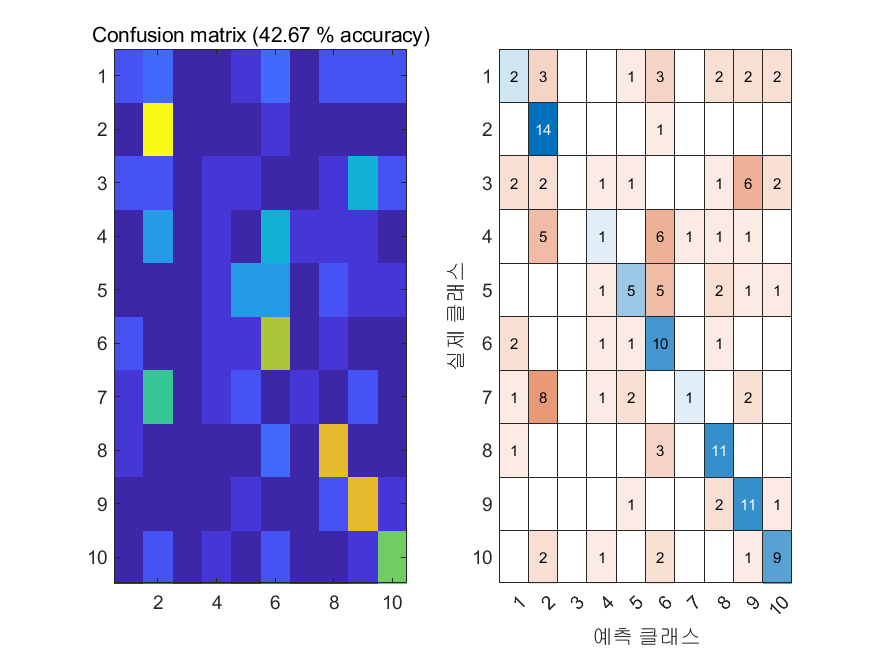 Confusion matrix (42.67 % accuracy)
1
2
3
4
5
6
7
8
9
10
2 4 6 8 10
실제 클래스
1 2 3 1 3 2 2 2
2 14 1
3 2 2 1 1 1 6 2
4 5 1 6 1 1 1
5 1 5 5 2 1 1
6 2 1 1 10 1
7 1 8 1 2 1 2
8 1 3 11
9 1 2 11 1
10 2 1 2 1 9
1 2 3 4 5 6 7 8 9 10
예측 클래스